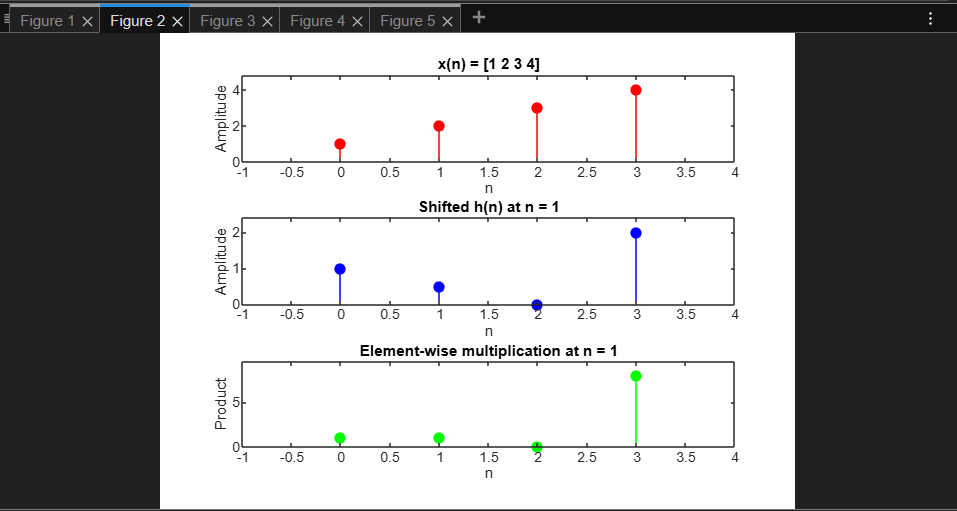 Figure 1 × Figure 2 × Figure 3 × Figure 4 × Figure 5 × +
x(n) = [1 2 3 4]
Amplitude
4
2
0
-1 -0.5 0 0.5 1 1.5 2 2.5 3 3.5 4
n
Shifted h(n) at n = 1
Amplitude
2
1
0
-1 -0.5 0 0.5 1 1.5 2 2.5 3 3.5 4
n
Element-wise multiplication at n = 1
Product
5
0
-1 -0.5 0 0.5 1 1.5 2 2.5 3 3.5 4
n